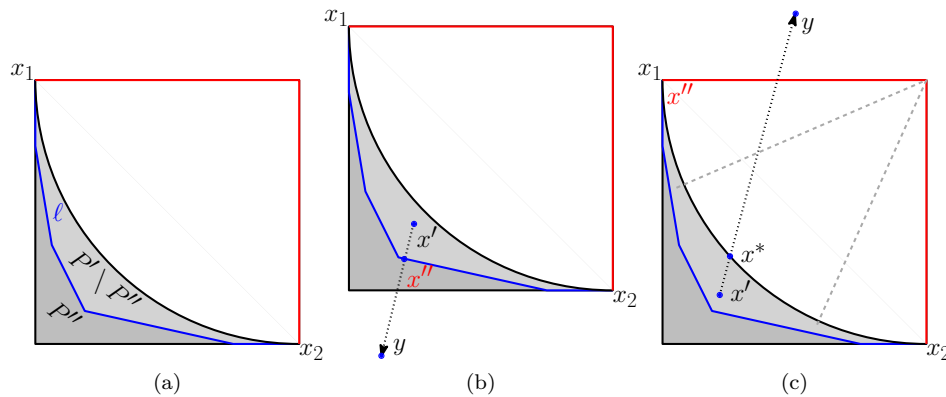 x₁
ℓ
P′ \ P″
P″
x₂
(a)
x₁
x′
x″
x₂
y
(b)
y
x₁
x″
x*
x′
x₂
(c)